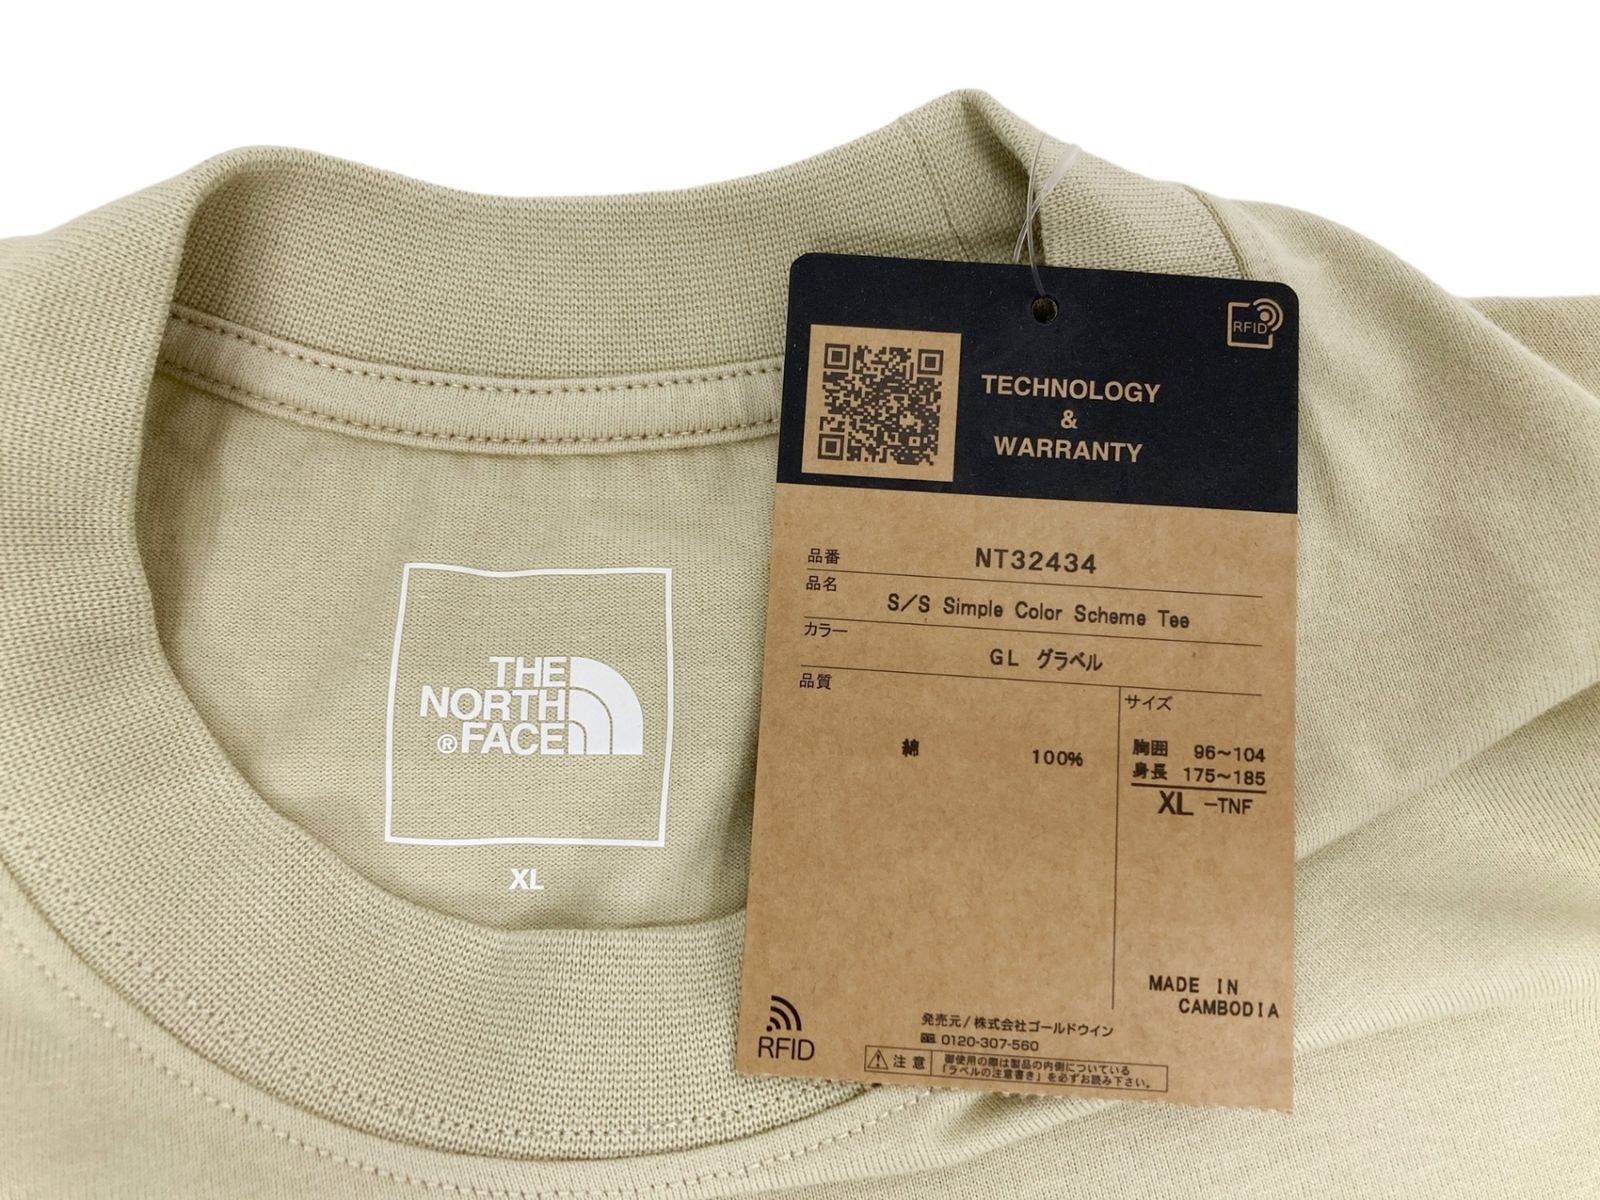 THE
NORTH
FACE
®
XL
RFID
TECHNOLOGY
&
WARRANTY
品番 NT32434
品名
S/S Simple Color Scheme Tee
カラー
GL グラベル
品質
綿 100%
サイズ
胸囲 96~104
身長 175~185
XL -TNF
MADE IN
CAMBODIA
RFID
発売元/株式会社ゴールドウイン
0120-307-560
注意
御使用の際は製品の内側についている
「ラベルの注意書き」を必ずお読み下さい。